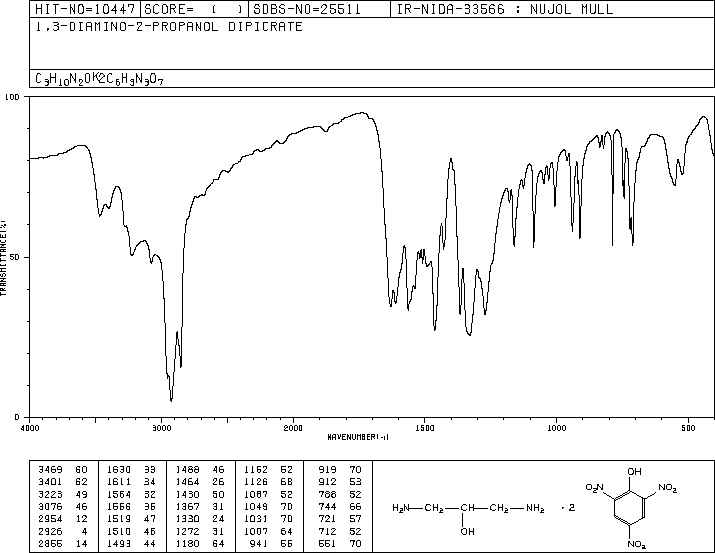 HIT-NO=10447 SCORE= ( ) SDBS-NO=25511 IR-NIDA-33566 : NUJOL MULL
1,3-DIAMINO-2-PROPANOL DIPICRATE
C3H10N2O·2C6H3N3O7
100
50
0
TRANSMITTANCE(%)
4000 3000 2000 1500 1000 500
WAVENUMBER(-1)
3469 60 1630 33 1488 46 1162 52 919 70
3401 62 1611 34 1464 26 1126 68 912 53
3223 49 1564 32 1430 50 1087 52 788 52
3076 46 1556 36 1367 31 1049 70 744 66
2954 12 1519 47 1330 24 1031 70 721 57
2926 4 1510 46 1272 31 1007 64 712 52
2855 14 1493 44 1180 64 941 56 551 70
H2N—CH2—CH—CH2—NH2 · 2
OH
OH
O2N NO2
NO2